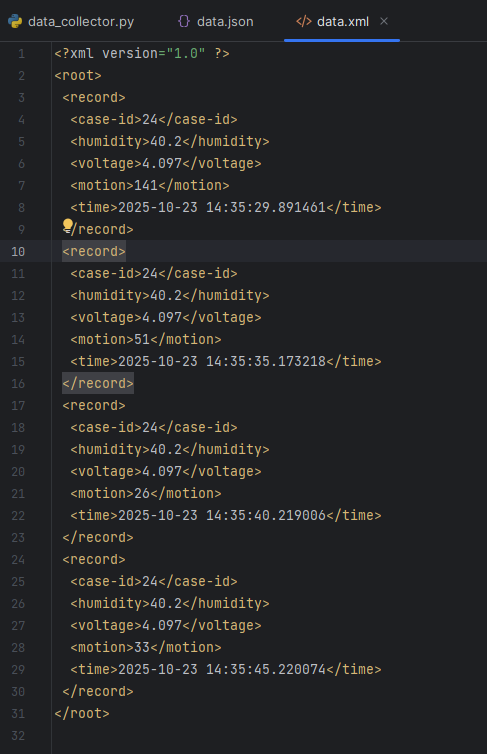 data_collector.py data.json data.xml
1 <?xml version="1.0" ?>
2 <root>
3 <record>
4 <case-id>24</case-id>
5 <humidity>40.2</humidity>
6 <voltage>4.097</voltage>
7 <motion>141</motion>
8 <time>2025-10-23 14:35:29.891461</time>
9 /record>
10 <record>
11 <case-id>24</case-id>
12 <humidity>40.2</humidity>
13 <voltage>4.097</voltage>
14 <motion>51</motion>
15 <time>2025-10-23 14:35:35.173218</time>
16 </record>
17 <record>
18 <case-id>24</case-id>
19 <humidity>40.2</humidity>
20 <voltage>4.097</voltage>
21 <motion>26</motion>
22 <time>2025-10-23 14:35:40.219006</time>
23 </record>
24 <record>
25 <case-id>24</case-id>
26 <humidity>40.2</humidity>
27 <voltage>4.097</voltage>
28 <motion>33</motion>
29 <time>2025-10-23 14:35:45.220074</time>
30 </record>
31 </root>
32